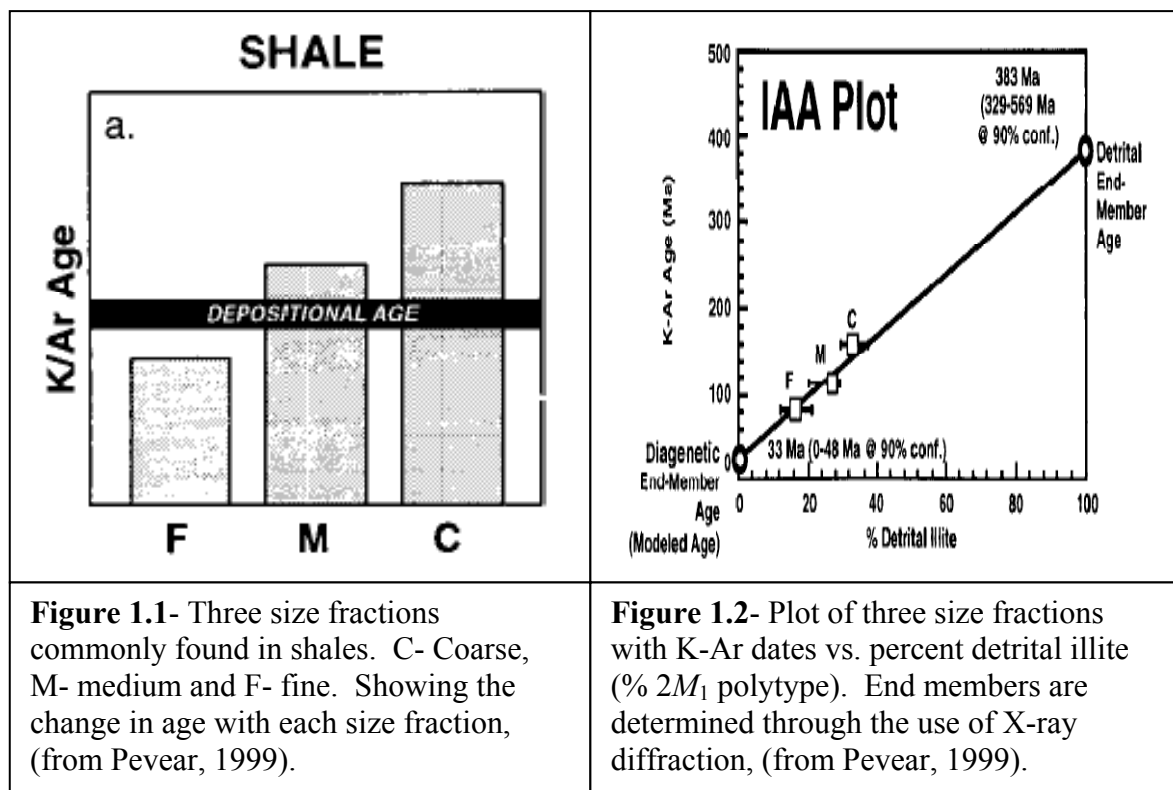 SHALE
a.
K/Ar Age
DEPOSITIONAL AGE
F M C
IAA Plot
383 Ma
(329-569 Ma
@ 90% conf.)
Detrital
End-
Member
Age
500
400
300
200
100
0
K-Ar Age (Ma)
C
M
F
33 Ma (0-48 Ma @ 90% conf.)
Diagenetic
End-Member
Age
(Modeled Age)
0 20 40 60 80 100
% Detrital Illite
Figure 1.1- Three size fractions
commonly found in shales. C- Coarse,
M- medium and F- fine. Showing the
change in age with each size fraction,
(from Pevear, 1999).
Figure 1.2- Plot of three size fractions
with K-Ar dates vs. percent detrital illite
(% 2M₁ polytype). End members are
determined through the use of X-ray
diffraction, (from Pevear, 1999).